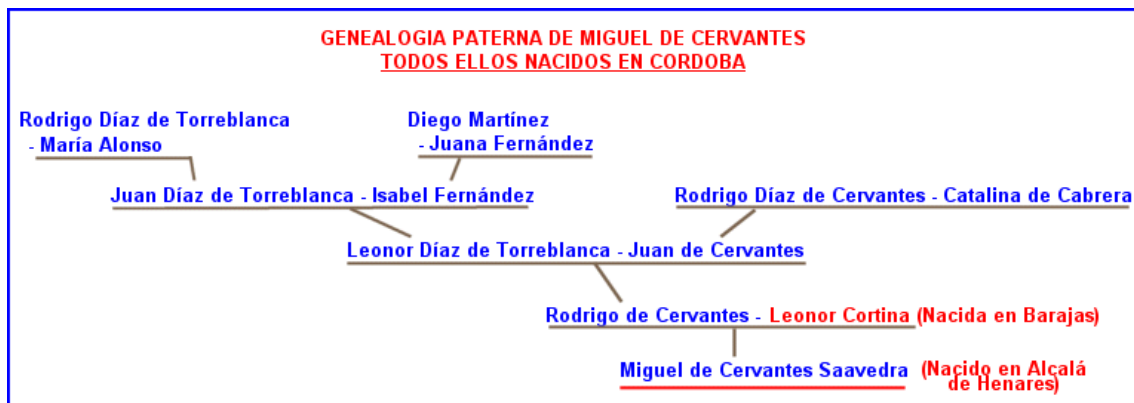 GENEALOGIA PATERNA DE MIGUEL DE CERVANTES
TODOS ELLOS NACIDOS EN CORDOBA
Rodrigo Díaz de Torreblanca
- María Alonso
Diego Martínez
- Juana Fernández
Juan Díaz de Torreblanca - Isabel Fernández
Rodrigo Díaz de Cervantes - Catalina de Cabrera
Leonor Díaz de Torreblanca - Juan de Cervantes
Rodrigo de Cervantes - Leonor Cortina (Nacida en Barajas)
Miguel de Cervantes Saavedra (Nacido en Alcalá
de Henares)